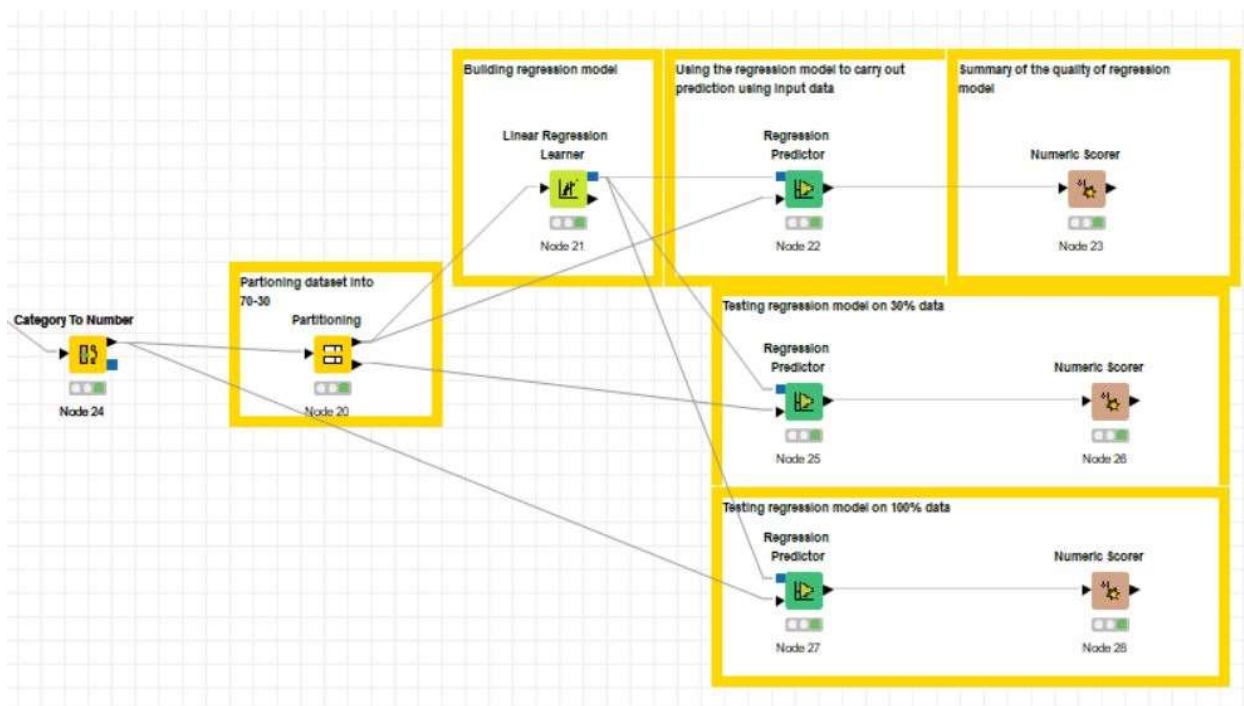 Building regression model
Using the regression model to carry out
prediction using input data
Summary of the quality of regression
model
Linear Regression
Learner
Node 21
Regression
Predictor
Node 22
Numeric Scorer
Node 23
Category To Number
Node 24
Partioning dataset into
70-30
Partitioning
Node 20
Testing regression model on 30% data
Regression
Predictor
Node 25
Numeric Scorer
Node 26
Testing regression model on 100% data
Regression
Predictor
Node 27
Numeric Scorer
Node 28